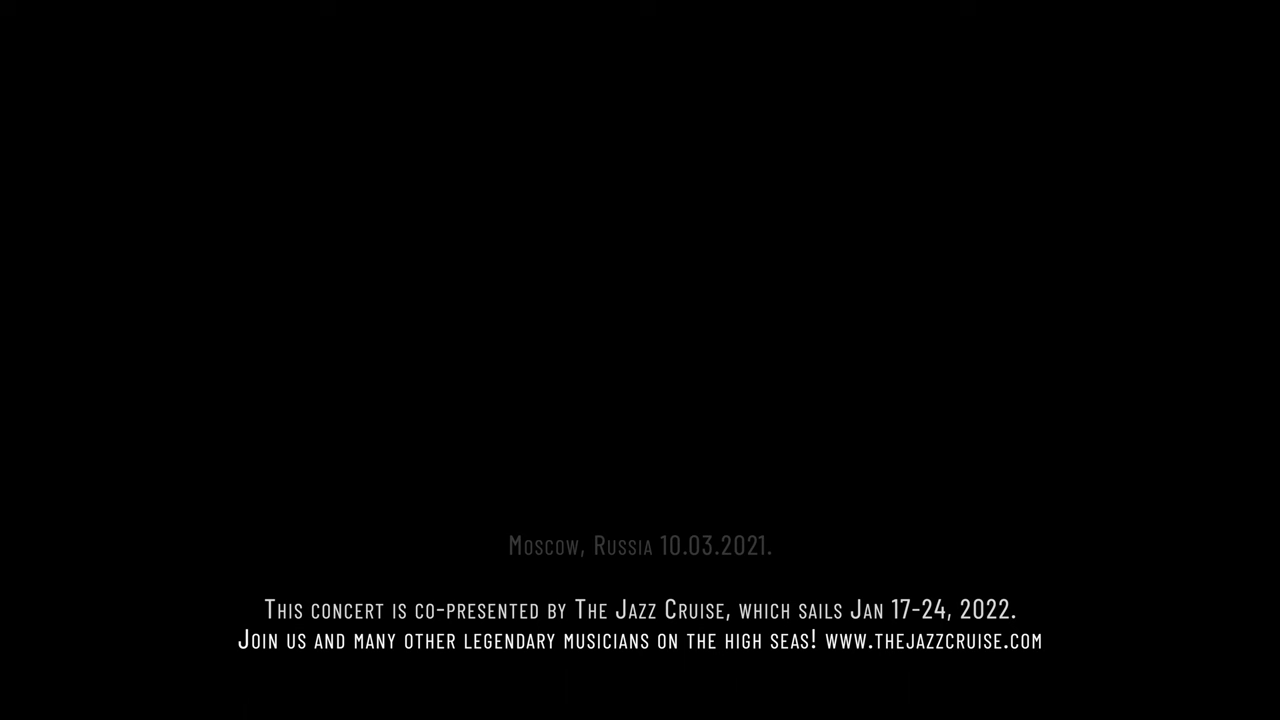 Moscow, Russia 10.03.2021.
This concert is co-presented by The Jazz Cruise, which sails Jan 17-24, 2022.
Join us and many other legendary musicians on the high seas! www.thejazzcruise.com